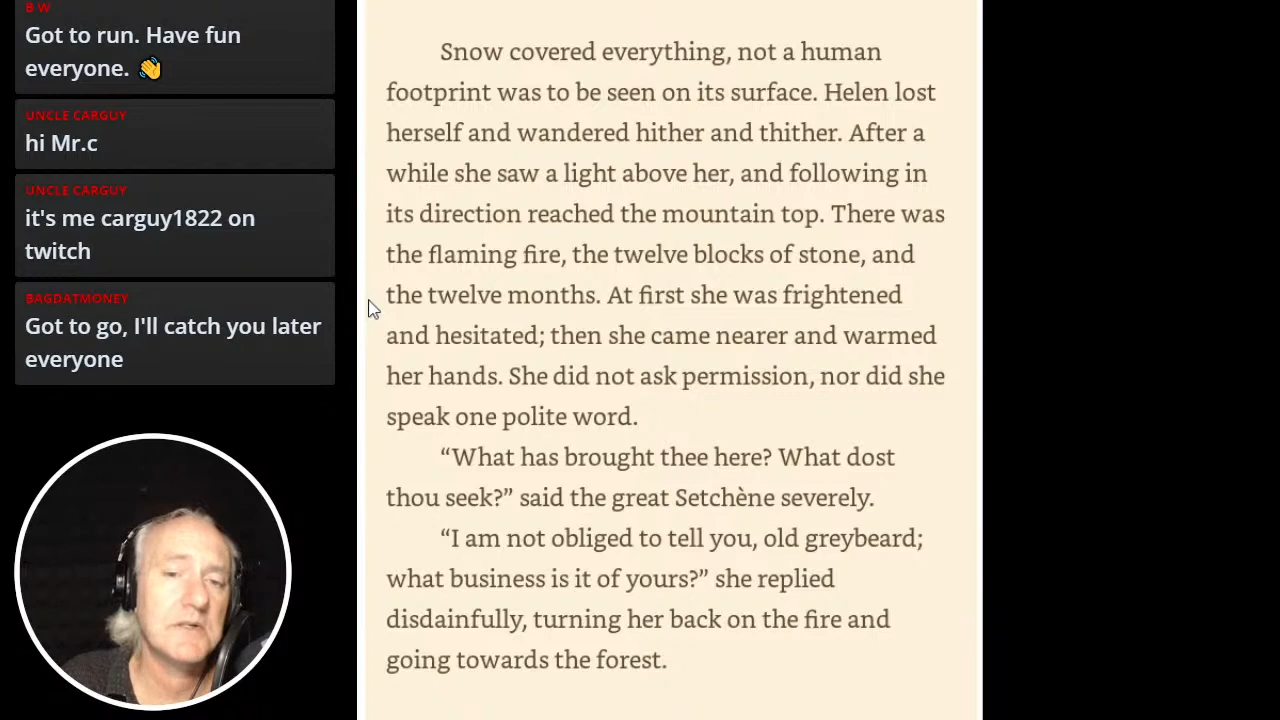 B W
Got to run. Have fun
everyone. 👋
UNCLE CARGUY
hi Mr.c
UNCLE CARGUY
it's me carguy1822 on
twitch
BAGDATMONEY
Got to go, I'll catch you later
everyone
Snow covered everything, not a human
footprint was to be seen on its surface. Helen lost
herself and wandered hither and thither. After a
while she saw a light above her, and following in
its direction reached the mountain top. There was
the flaming fire, the twelve blocks of stone, and
the twelve months. At first she was frightened
and hesitated; then she came nearer and warmed
her hands. She did not ask permission, nor did she
speak one polite word.
“What has brought thee here? What dost
thou seek?” said the great Setchène severely.
“I am not obliged to tell you, old greybeard;
what business is it of yours?” she replied
disdainfully, turning her back on the fire and
going towards the forest.